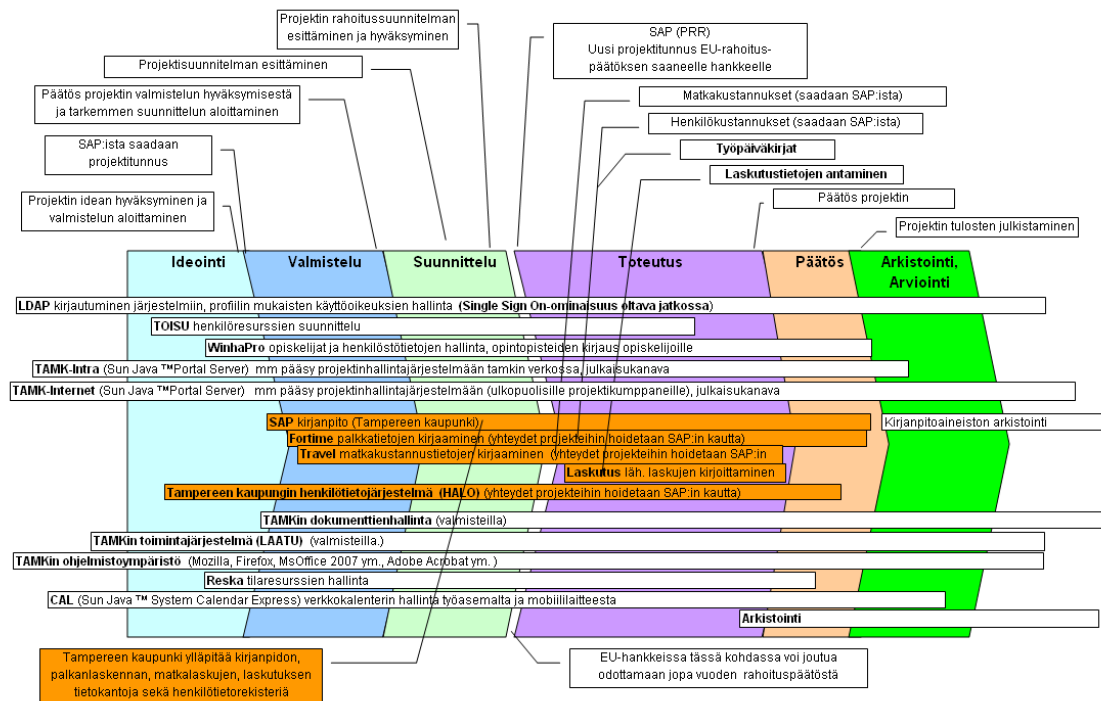 Projektin rahoitussuunnitelman
esittäminen ja hyväksyminen
SAP (PRR)
Uusi projektitunnus EU-rahoitus-
päätöksen saaneelle hankkeelle
Projektisuunnitelman esittäminen
Päätös projektin valmistelun hyväksymisestä
ja tarkemmen suunnittelun aloittaminen
Matkakustannukset (saadaan SAP:ista)
Henkilökustannukset (saadaan SAP:ista)
Työpäiväkirjat
Laskutustietojen antaminen
SAP:ista saadaan
projektitunnus
Projektin idean hyväksyminen ja
valmistelun aloittaminen
Päätös projektin
Projektin tulosten julkistaminen
Ideointi
Valmistelu
Suunnittelu
Toteutus
Päätös
Arkistointi,
Arviointi
LDAP kirjautuminen järjestelmiin, profiilin mukaisten käyttöoikeuksien hallinta (Single Sign On-ominaisuus oltava jatkossa)
TOISU henkilöresurssien suunnittelu
WinhaPro opiskelijat ja henkilöstötietojen hallinta, opintopisteiden kirjaus opiskelijoille
TAMK-Intra (Sun Java ™Portal Server) mm pääsy projektinhallintajärjestelmään tamkin verkossa, julkaisukanava
TAMK-Internet (Sun Java ™Portal Server) mm pääsy projektinhallintajärjestelmään (ulkopuolisille projektikumppaneille), julkaisukanava
SAP kirjanpito (Tampereen kaupunki)
Kirjanpitoaineiston arkistointi
Fortime palkkatietojen kirjaaminen (yhteydet projekteihin hoidetaan SAP:in kautta)
Travel matkakustannustietojen kirjaaminen (yhteydet projekteihin hoidetaan SAP:in
Laskutus läh. laskujen kirjoittaminen
Tampereen kaupungin henkilötietojärjestelmä (HALO) (yhteydet projekteihin hoidetaan SAP:in kautta)
TAMKin dokumenttienhallinta (valmisteilla)
TAMKin toimintajärjestelmä (LAATU) (valmisteilla.)
TAMKin ohjelmistoympäristö (Mozilla, Firefox, MsOffice 2007 ym., Adobe Acrobat ym. )
Reska tilaresurssien hallinta
CAL (Sun Java ™ System Calendar Express) verkkokalenterin hallinta työasemalta ja mobiililaitteesta
Arkistointi
Tampereen kaupunki ylläpitää kirjanpidon,
palkanlaskennan, matkalaskujen, laskutuksen
tietokantoja sekä henkilötietorekisteriä
EU-hankkeissa tässä kohdassa voi joutua
odottamaan jopa vuoden rahoituspäätöstä